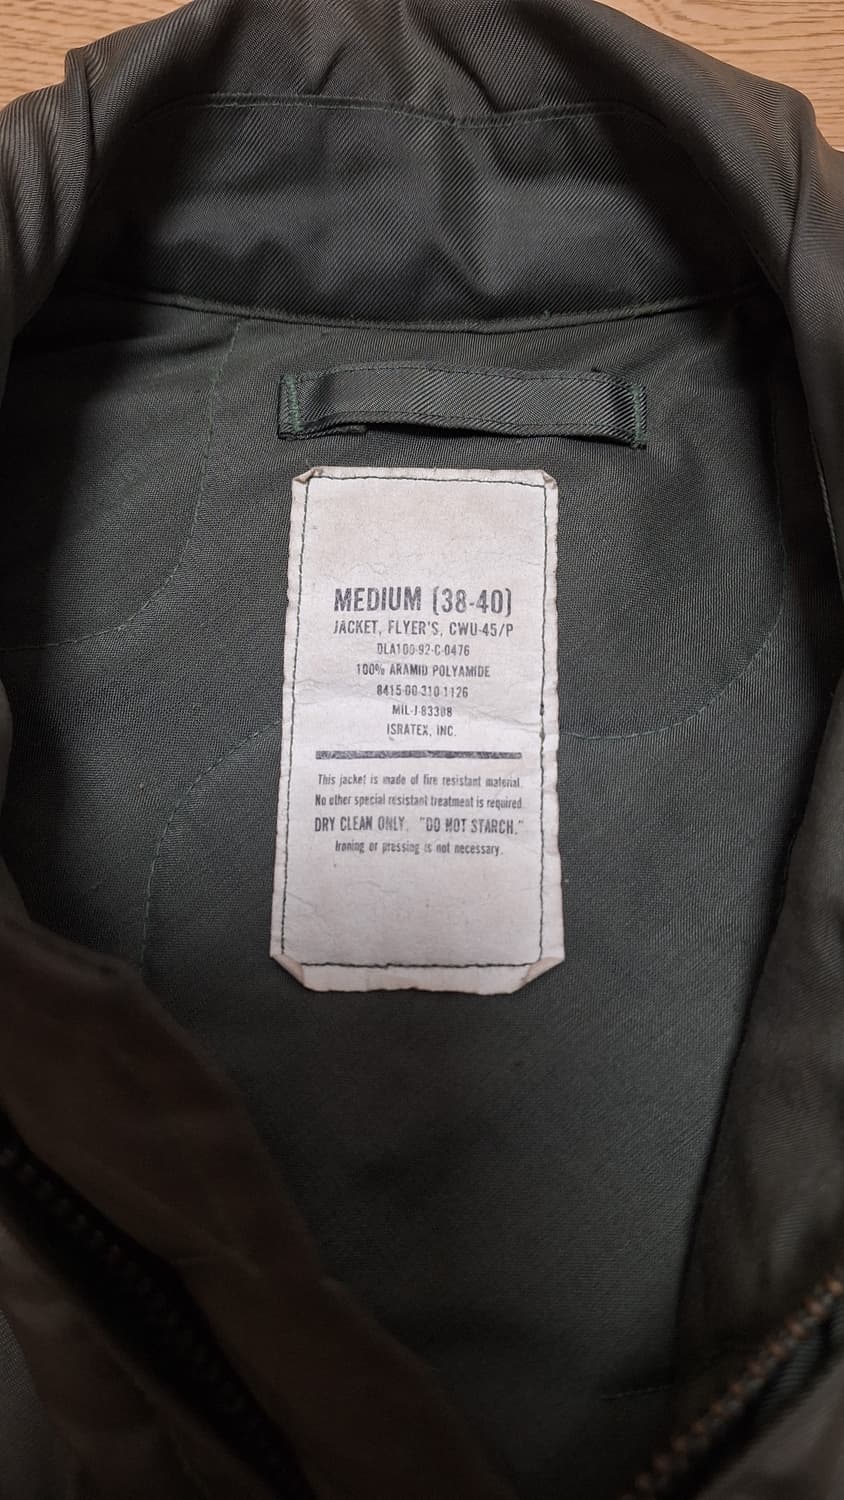 MEDIUM (38-40)
JACKET, FLYER'S, CWU-45/P
DLA100-92-C-0476
100% ARAMID POLYAMIDE
8415-00-310-1126
MIL-J-83388
ISRATEX, INC.
This jacket is made of fire resistant material.
No other special resistant treatment is required.
DRY CLEAN ONLY. "DO NOT STARCH."
Ironing or pressing is not necessary.